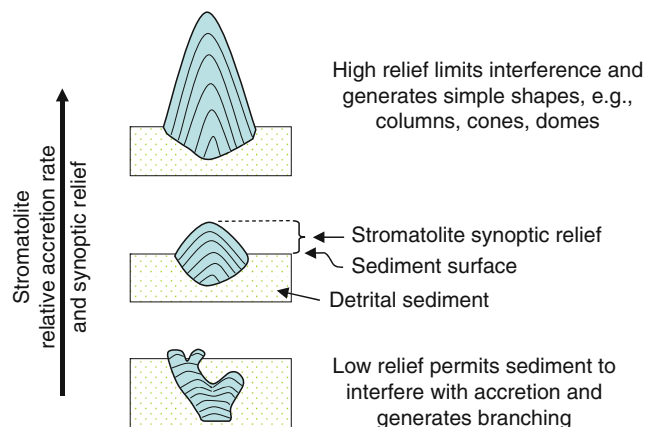 High relief limits interference and
generates simple shapes, e.g.,
columns, cones, domes
Stromatolite
relative accretion rate
and synoptic relief
Stromatolite synoptic relief
Sediment surface
Detrital sediment
Low relief permits sediment to
interfere with accretion and
generates branching